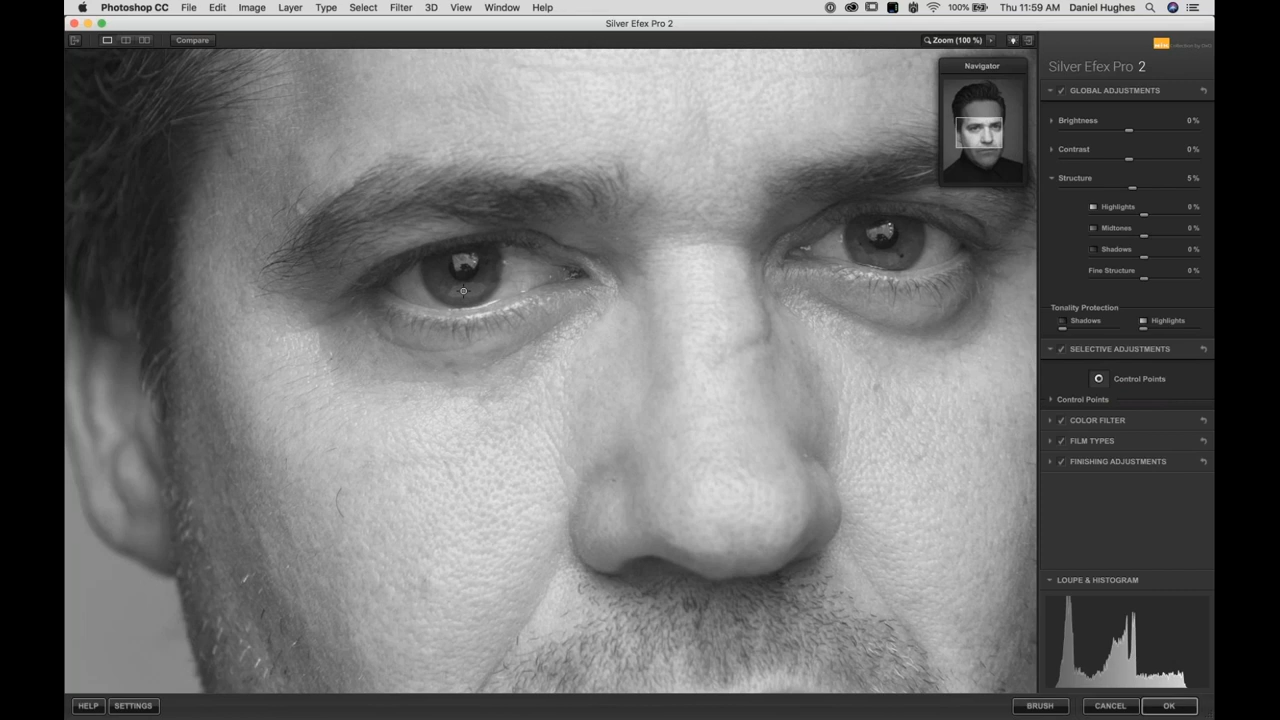 Photoshop CC File Edit Image Layer Type Select Filter 3D View Window Help 100% Thu 11:59 AM Daniel Hughes
Silver Efex Pro 2
Compare
Zoom (100 %)
Navigator
Silver Efex Pro 2
GLOBAL ADJUSTMENTS
Brightness 0 %
Contrast 0 %
Structure 5 %
Highlights 0 %
Midtones 0 %
Shadows 0 %
Fine Structure 0 %
Tonality Protection
Shadows Highlights
SELECTIVE ADJUSTMENTS
Control Points
Control Points
COLOR FILTER
FILM TYPES
FINISHING ADJUSTMENTS
LOUPE & HISTOGRAM
HELP SETTINGS BRUSH CANCEL OK